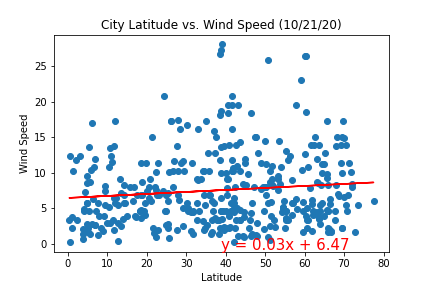 City Latitude vs. Wind Speed (10/21/20)
Wind Speed
25
20
15
10
5
0
y = 0.03x + 6.47
0 10 20 30 40 50 60 70 80
Latitude